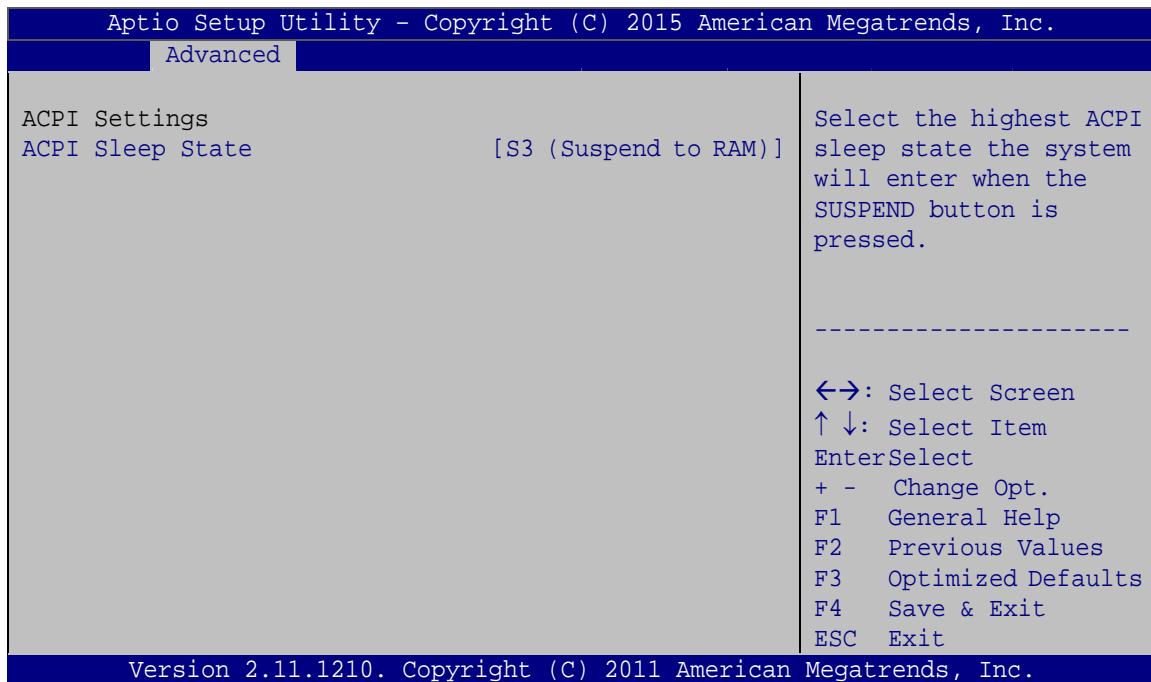 Aptio Setup Utility – Copyright (C) 2015 American Megatrends, Inc.
Advanced
ACPI Settings
ACPI Sleep State [S3 (Suspend to RAM)]
Select the highest ACPI
sleep state the system
will enter when the
SUSPEND button is
pressed.
----------------------
←→: Select Screen
↑ ↓: Select Item
EnterSelect
+ - Change Opt.
F1 General Help
F2 Previous Values
F3 Optimized Defaults
F4 Save & Exit
ESC Exit
Version 2.11.1210. Copyright (C) 2011 American Megatrends, Inc.